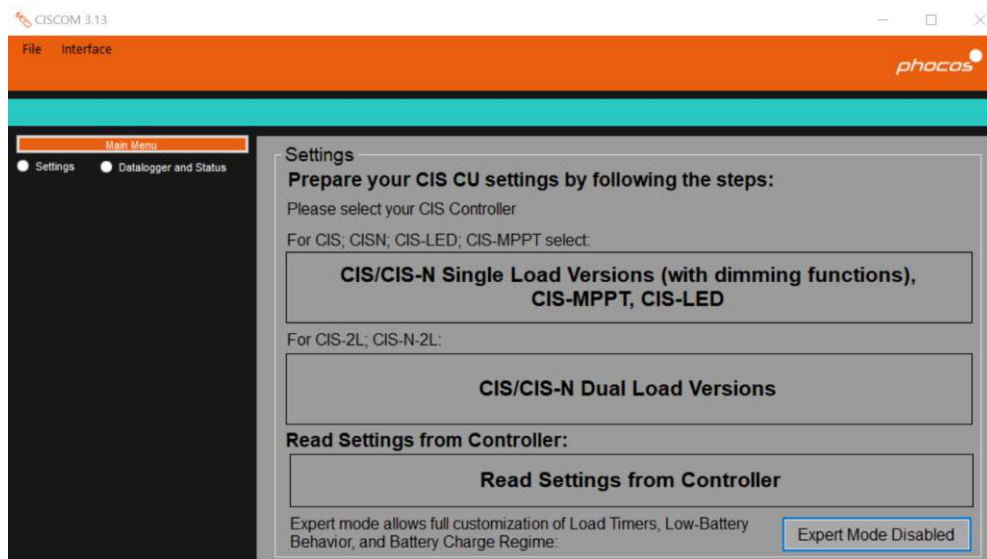 CISCOM 3.13
File Interface
phocos
Main Menu
Settings Datalogger and Status
Settings
Prepare your CIS CU settings by following the steps:
Please select your CIS Controller
For CIS; CISN; CIS-LED; CIS-MPPT select:
CIS/CIS-N Single Load Versions (with dimming functions),
CIS-MPPT, CIS-LED
For CIS-2L; CIS-N-2L:
CIS/CIS-N Dual Load Versions
Read Settings from Controller:
Read Settings from Controller
Expert mode allows full customization of Load Timers, Low-Battery
Behavior, and Battery Charge Regime:
Expert Mode Disabled